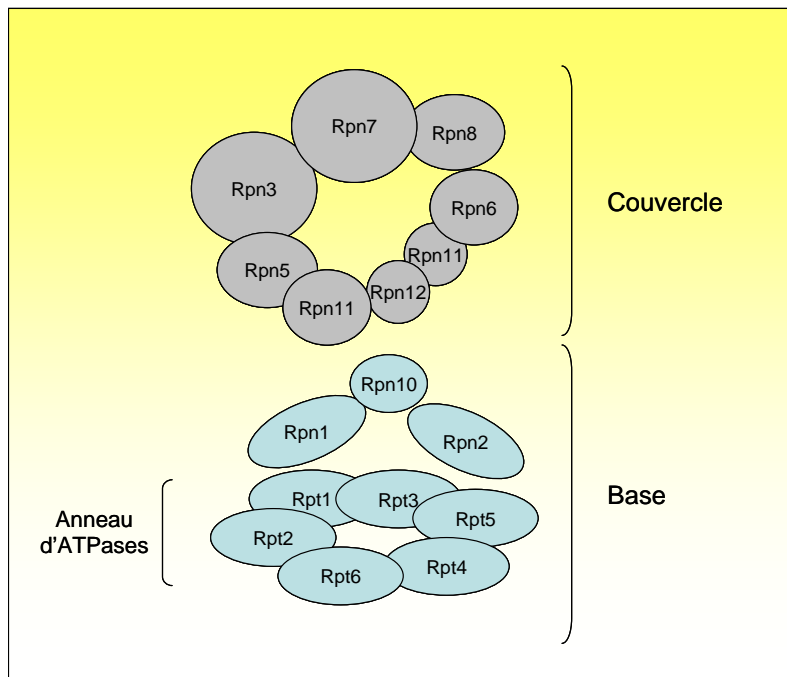 Rpn7
Rpn8
Rpn3
Rpn6
Couvercle
Rpn11
Rpn5
Rpn12
Rpn11
Rpn10
Rpn1
Rpn2
Rpt1
Rpt3
Base
Rpt5
Anneau
d'ATPases
Rpt2
Rpt4
Rpt6